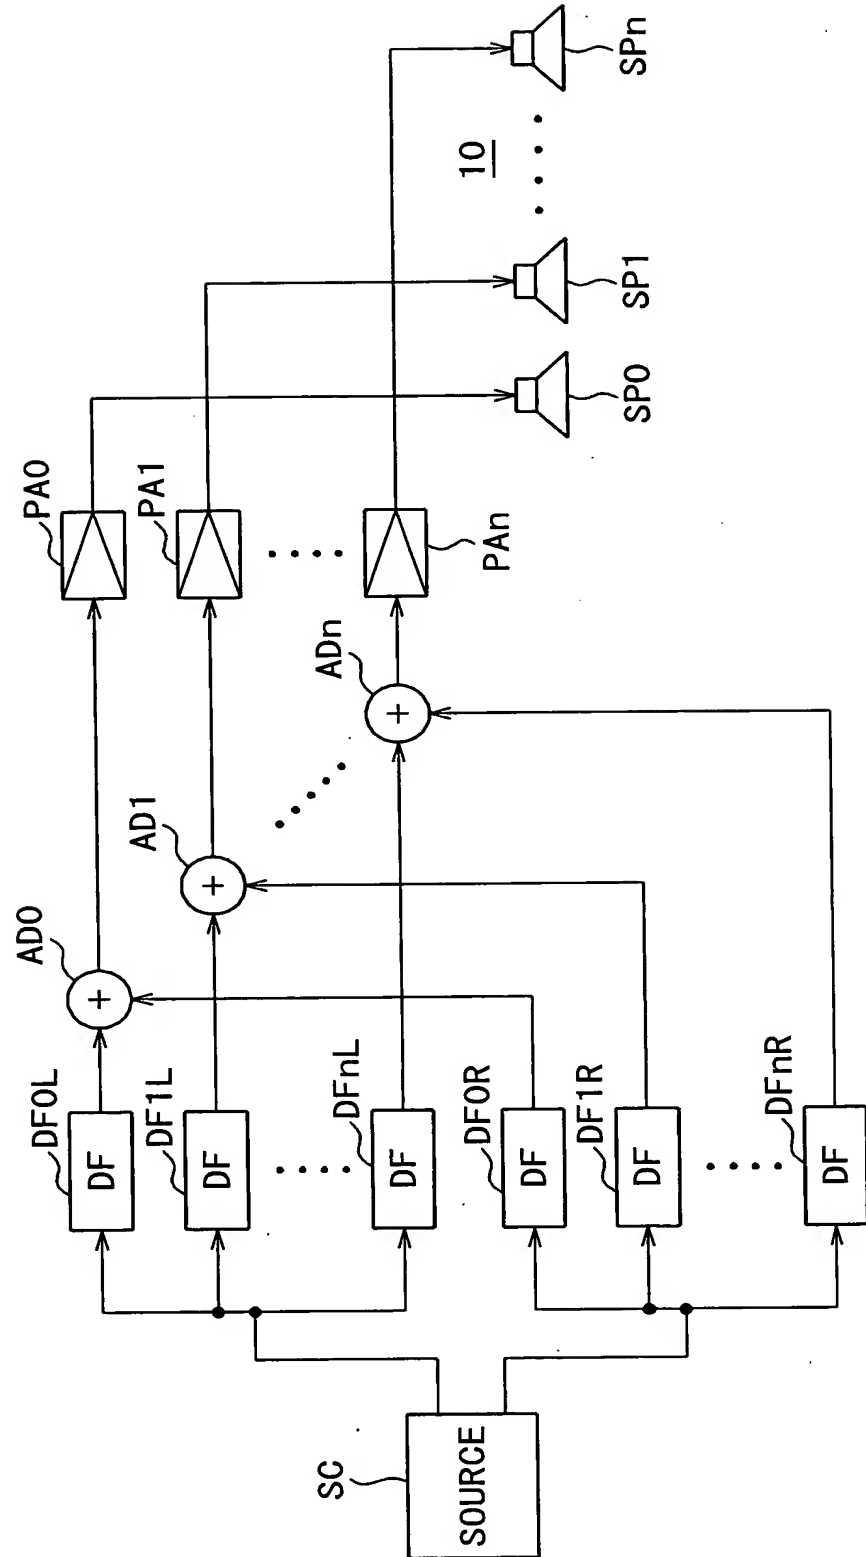 SC
SOURCE
DF0L
DF
DF1L
DF
DFnL
DF
DF0R
DF
DF1R
DF
DFnR
DF
AD0
+
AD1
+
ADn
+
PA0
PA1
PAn
SP0
SP1
SPn
10